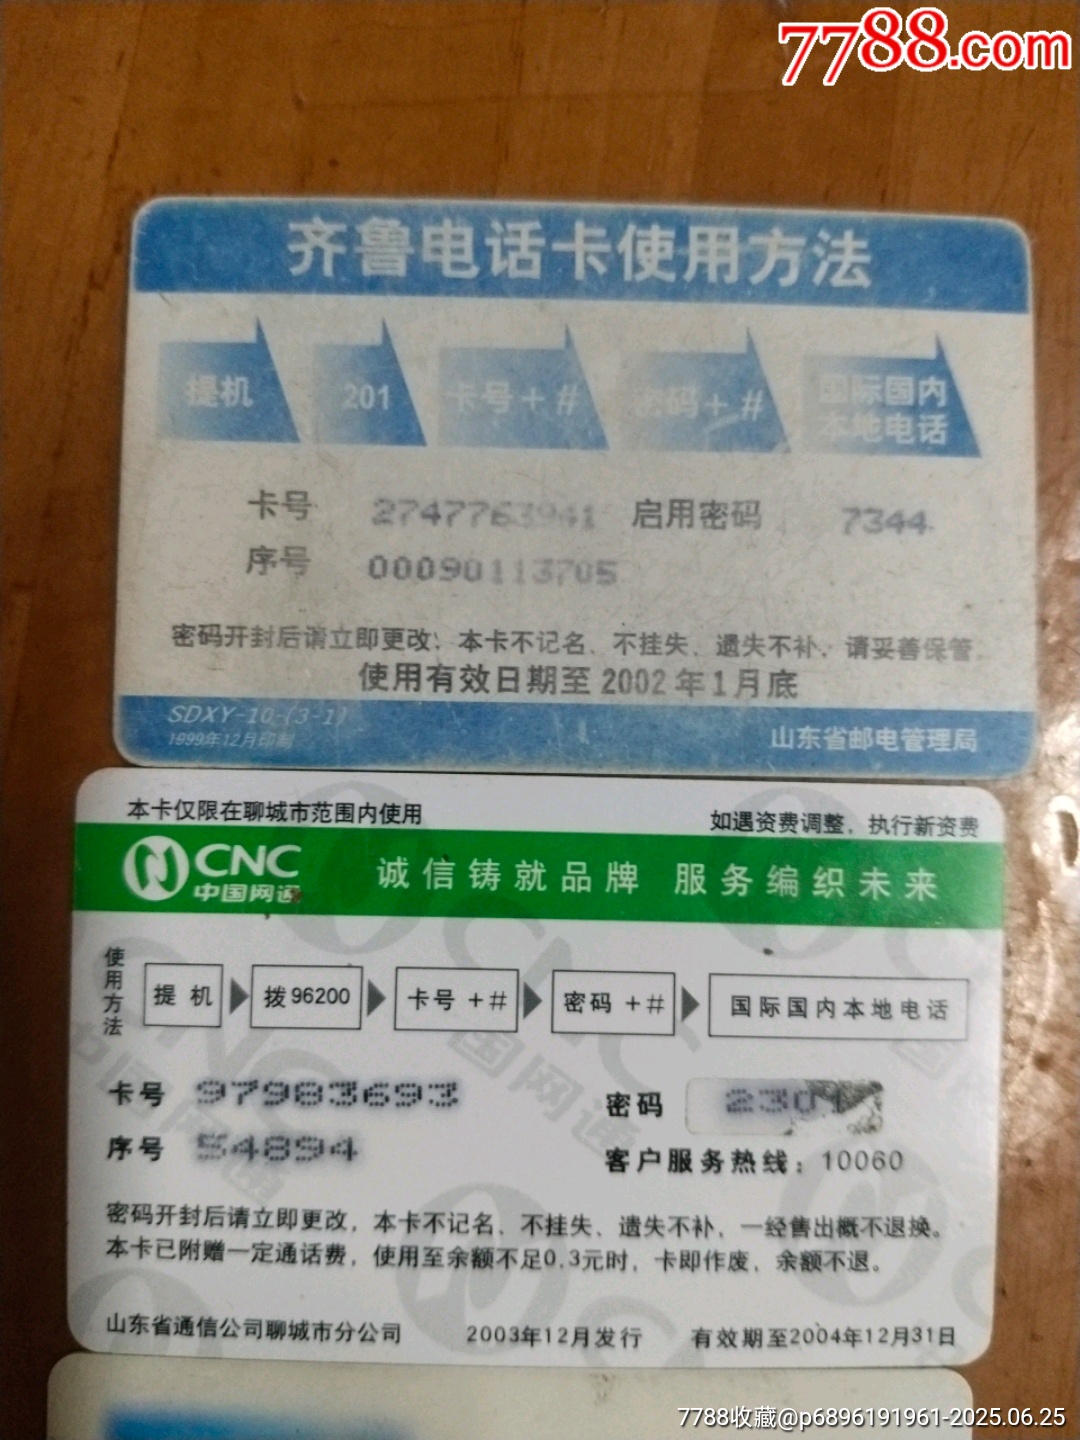 7788.com
齐鲁电话卡使用方法
提机 201 卡号+# 密码+# 国际国内
本地电话
卡号 2747763941 启用密码 7344
序号 00090113705
密码开封后请立即更改;本卡不记名、不挂失、遗失不补,请妥善保管。
使用有效日期至2002年1月底
SDXY-10-(3-1)
1999年12月印制
山东省邮电管理局
本卡仅限在聊城市范围内使用 如遇资费调整,执行新资费
CNC
中国网通
诚信铸就品牌 服务编织未来
使用方法
提机 拨96200 卡号+# 密码+# 国际国内本地电话
卡号 97983693 密码 230
序号 54894
客户服务热线:10060
密码开封后请立即更改,本卡不记名、不挂失、遗失不补,一经售出概不退换。
本卡已附赠一定通话费,使用至余额不足0.3元时,卡即作废,余额不退。
山东省通信公司聊城市分公司 2003年12月发行 有效期至2004年12月31日
7788收藏@p6896191961-2025.06.25